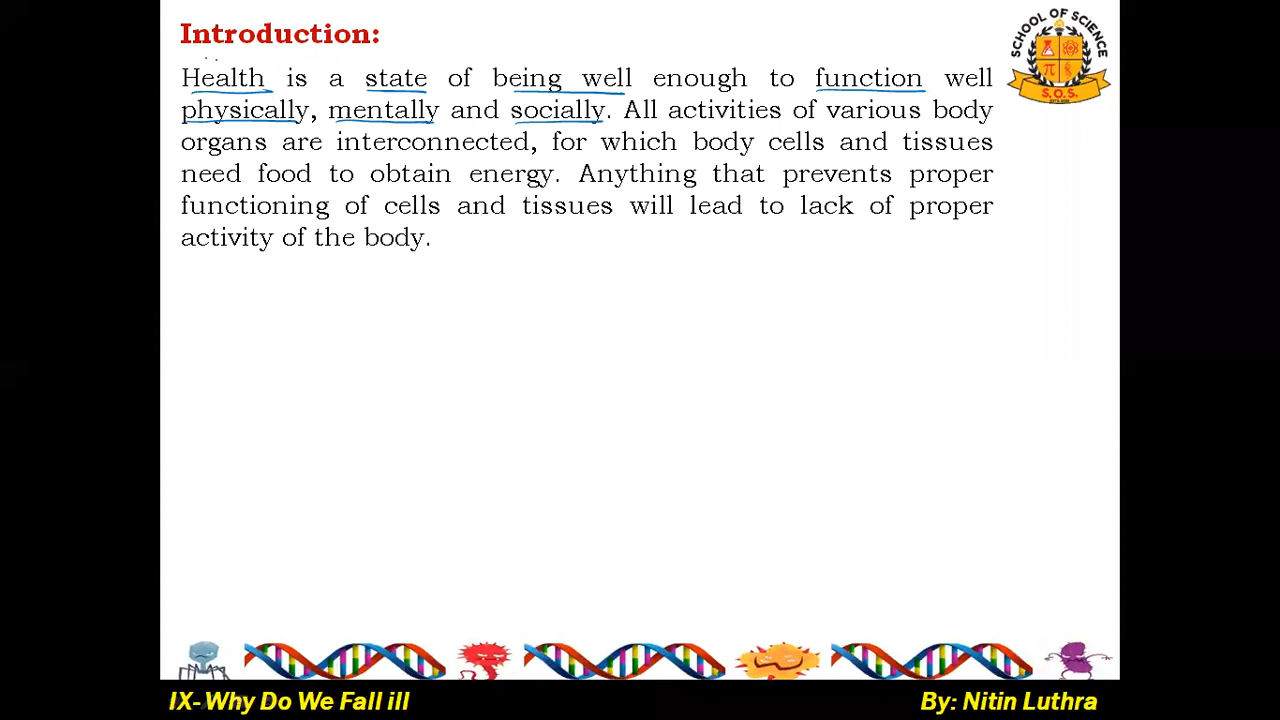 Introduction:
Health is a state of being well enough to function well
physically, mentally and socially. All activities of various body
organs are interconnected, for which body cells and tissues
need food to obtain energy. Anything that prevents proper
functioning of cells and tissues will lead to lack of proper
activity of the body.
SCHOOL OF SCIENCE
π
S.O.S.
IX-Why Do We Fall ill
By: Nitin Luthra